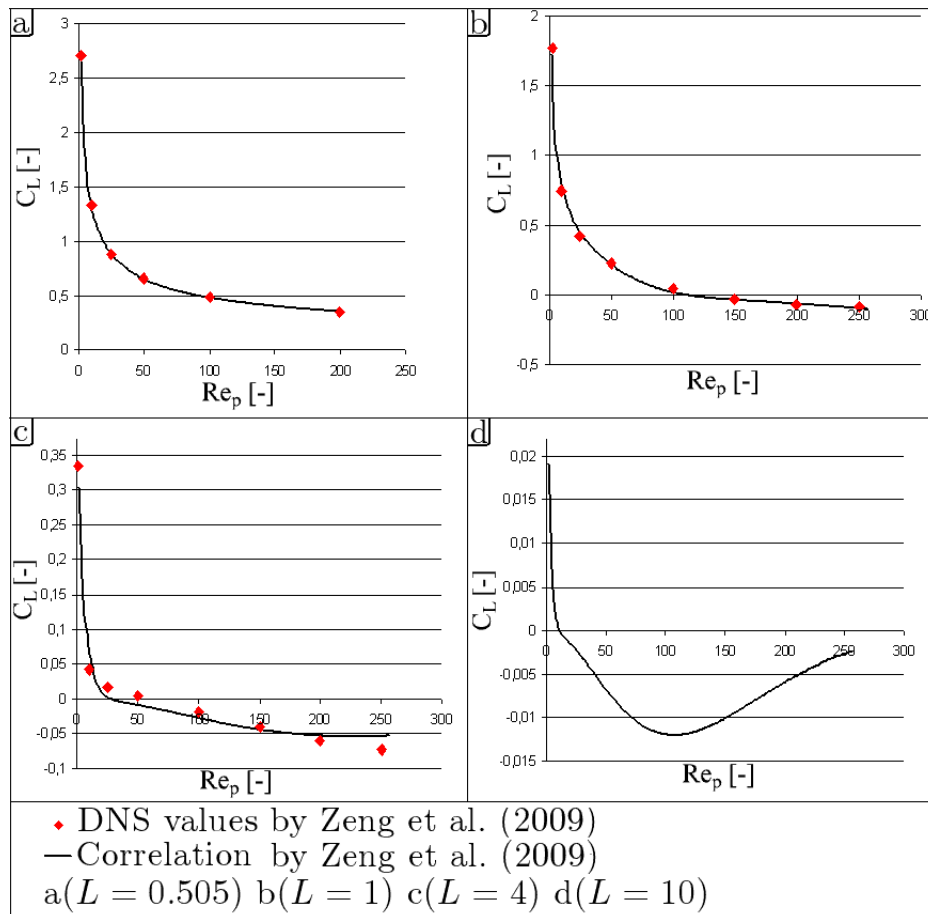 a
3
2,5
2
1,5
1
0,5
0
0 50 100 150 200 250
C_L [-]
Re_p [-]
b
2
1,5
1
0,5
0
-0,5
0 50 100 150 200 250 300
C_L [-]
Re_p [-]
c
0,35
0,3
0,25
0,2
0,15
0,1
0,05
0
-0,05
-0,1
0 50 100 150 200 250 300
C_L [-]
Re_p [-]
d
0,02
0,015
0,01
0,005
0
-0,005
-0,01
-0,015
0 50 100 150 200 250 300
C_L [-]
Re_p [-]
DNS values by Zeng et al. (2009)
Correlation by Zeng et al. (2009)
a(L = 0.505) b(L = 1) c(L = 4) d(L = 10)